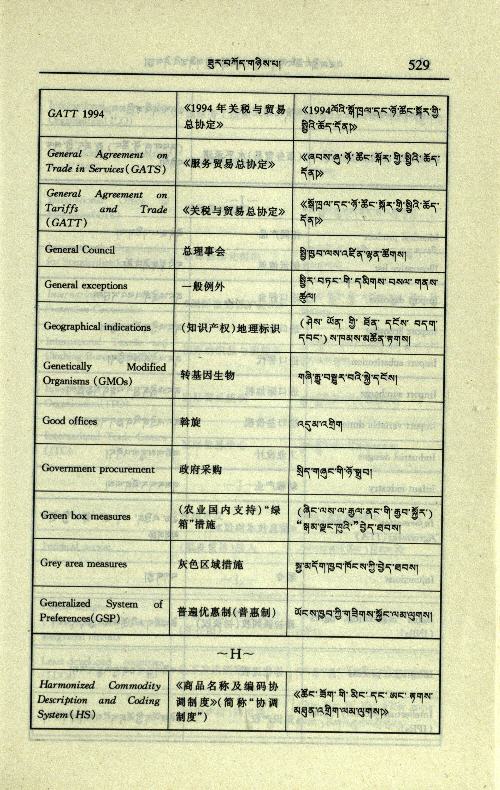 ཟུར་བཀོད་གཉིས་པ། 529
GATT 1994
《1994 年关税与贸易
总协定》
《1994ལོའི་སྒོ་ཁྲལ་དང་ཉོ་ཚོང་སྐོར་གྱི་
སྤྱིའི་ཆོད་དོན།》
General Agreement on
Trade in Services(GATS)
《服务贸易总协定》
《ཞབས་ཞུ་ཉོ་ཚོང་སྐོར་གྱི་སྤྱིའི་ཆོད་
དོན།》
General Agreement on
Tariffs and Trade
(GATT)
《关税与贸易总协定》
《སྒོ་ཁྲལ་དང་ཉོ་ཚོང་སྐོར་གྱི་སྤྱིའི་ཆོད་
དོན།》
General Council
总理事会
སྤྱི་ཁྱབ་ལས་འཛིན་ལྷན་ཚོགས།
General exceptions
一般例外
སྤྱིར་བཏང་གི་དམིགས་བསལ་གནས་
ཚུལ།
Geographical indications
(知识产权)地理标识
(ཤེས་ཡོན་གྱི་ཐོན་དངོས་བདག་
དབང་)ས་ཁམས་མཚོན་རྟགས།
Genetically Modified
Organisms (GMOs)
转基因生物
གཞི་རྒྱུ་བསྒྱུར་བའི་སྐྱེ་དངོས།
Good offices
斡旋
འདུམ་འགྲིག
Government procurement
政府采购
སྲིད་གཞུང་གི་ཉོ་སྒྲུབ།
Green box measures
(农业国内支持)“绿
箱”措施
(ཞིང་ལས་ལ་རྒྱལ་ནང་གི་རྒྱབ་སྐྱོར་)
“སྒམ་ལྗང་ཁུའི་”བྱེད་ཐབས།
Grey area measures
灰色区域措施
སྐྱ་མདོག་ཁྱབ་ཁོངས་ཀྱི་བྱེད་ཐབས།
Generalized System of
Preferences(GSP)
普遍优惠制(普惠制)
ཡོངས་ཁྱབ་ཀྱི་གཟིགས་སྐྱོང་ལམ་ལུགས།
～H～
Harmonized Commodity
Description and Coding
System(HS)
《商品名称及编码协
调制度》(简称“协调
制度”)
《ཚོང་ཟོག་གི་མིང་དང་ཨང་རྟགས་
མཐུན་འགྲིག་ལམ་ལུགས།》